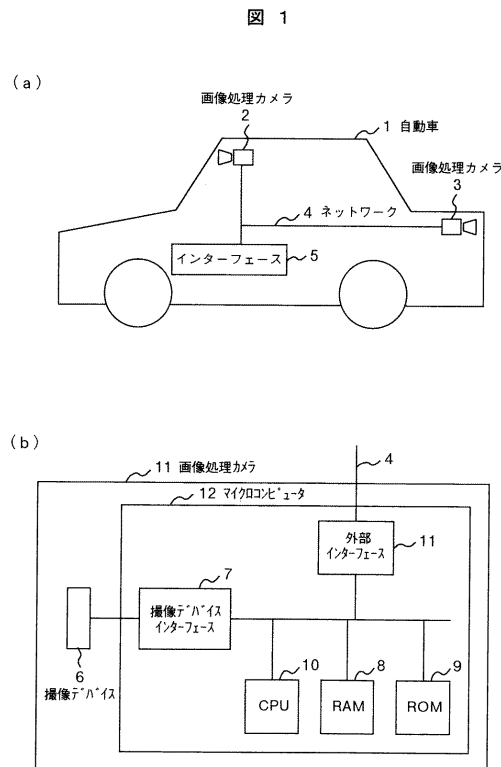 図 1
(a)
画像処理カメラ
2
1 自動車
画像処理カメラ
3
4 ネットワーク
インターフェース
5
(b)
11 画像処理カメラ
4
12 マイクロコンピュータ
外部
インターフェース
11
7
撮像デバイス
インターフェース
6
撮像デバイス
10
CPU
8
RAM
9
ROM